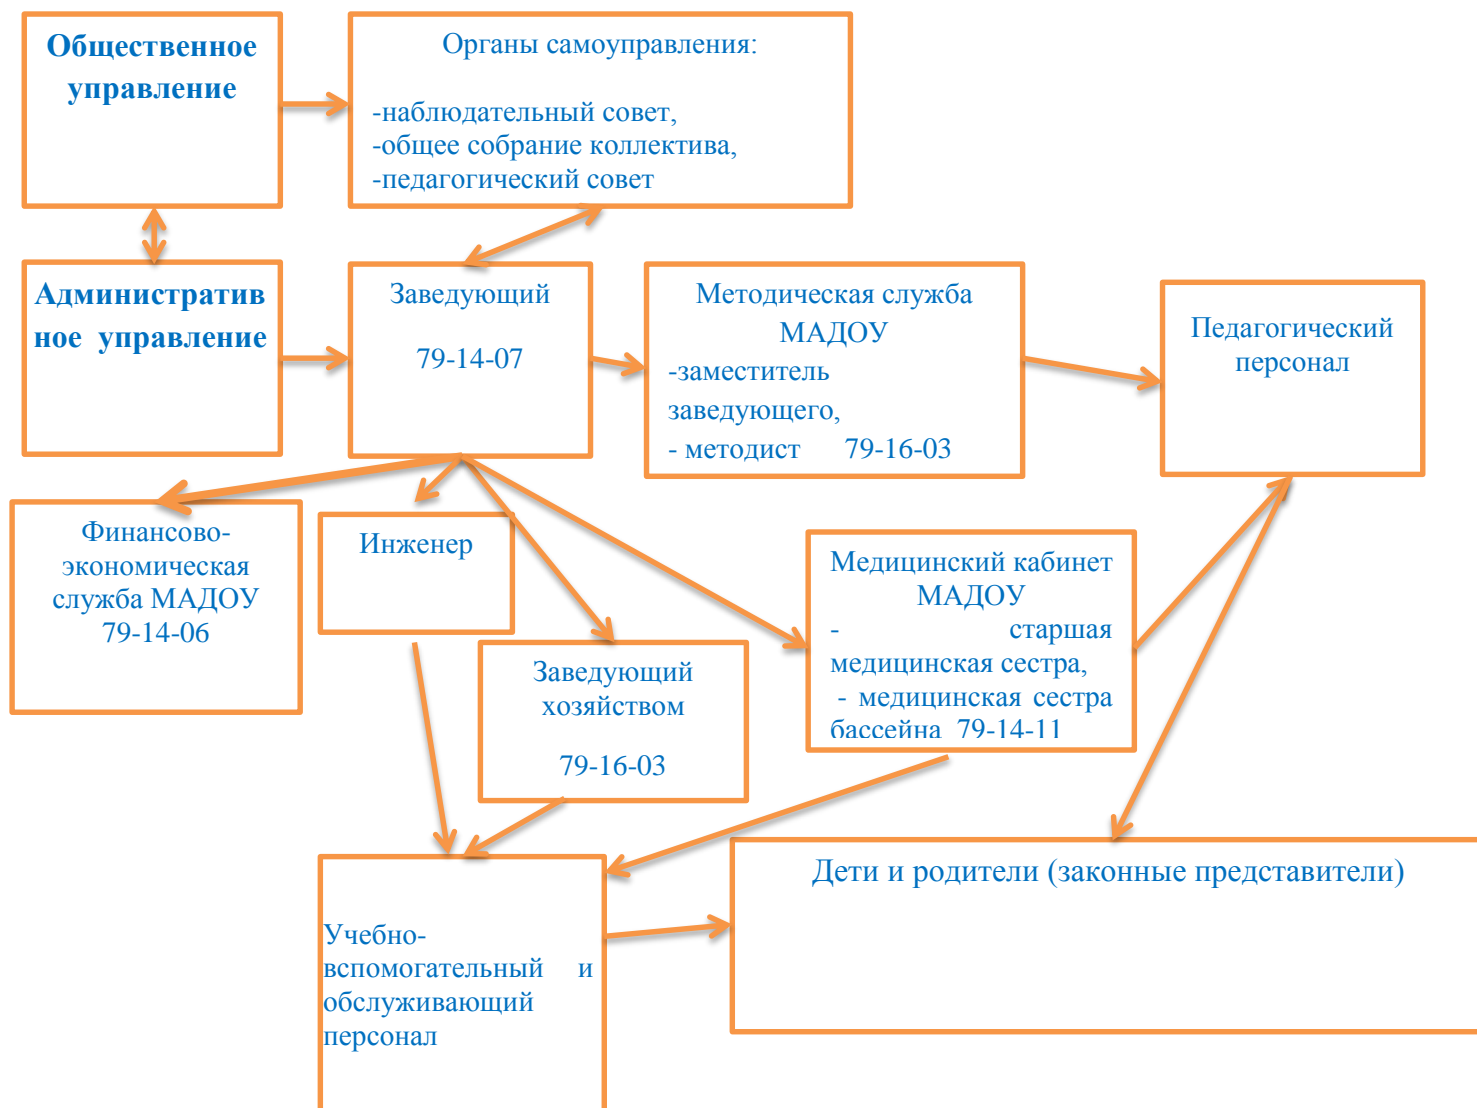 Общественное
управление
Органы самоуправления:
-наблюдательный совет,
-общее собрание коллектива,
-педагогический совет
Административ
ное управление
Заведующий
79-14-07
Методическая служба
МАДОУ
-заместитель
заведующего,
- методист 79-16-03
Педагогический
персонал
Финансово-
экономическая
служба МАДОУ
79-14-06
Инженер
Заведующий
хозяйством
79-16-03
Медицинский кабинет
МАДОУ
- старшая
медицинская сестра,
- медицинская сестра
бассейна 79-14-11
Учебно-
вспомогательный и
обслуживающий
персонал
Дети и родители (законные представители)